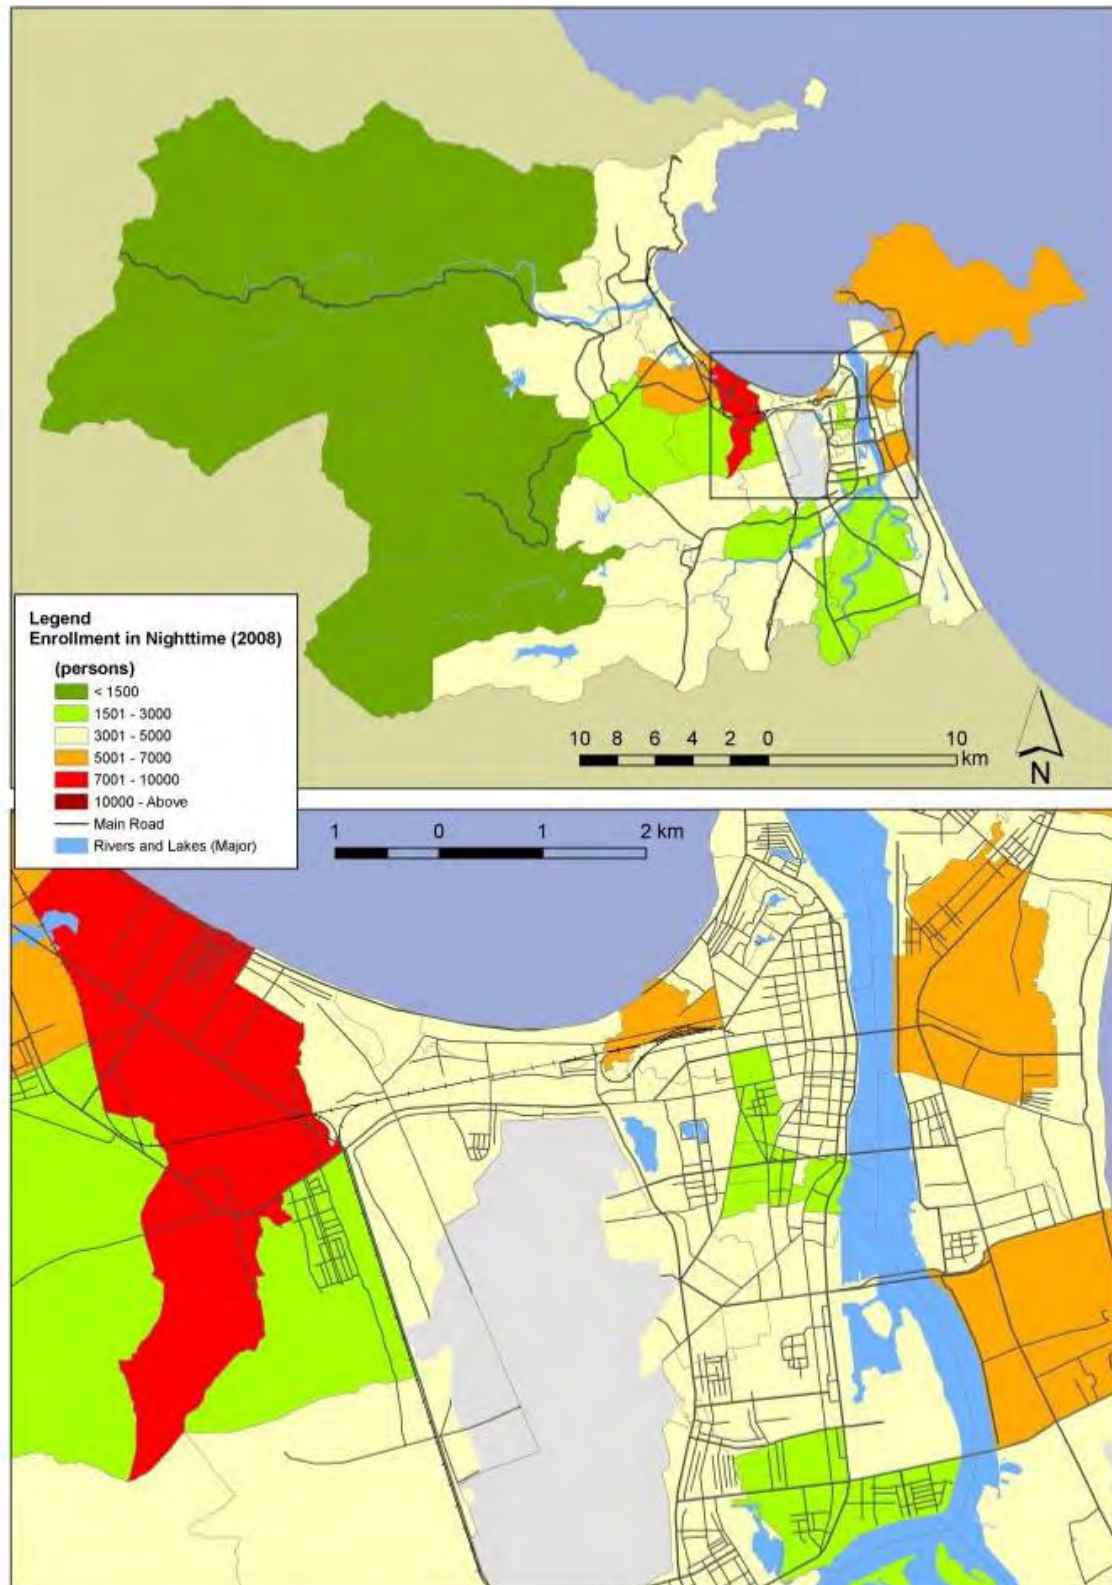 Legend
Enrollment in Nighttime (2008)
(persons)
< 1500
1501 - 3000
3001 - 5000
5001 - 7000
7001 - 10000
10000 - Above
Main Road
Rivers and Lakes (Major)
10 8 6 4 2 0 10
km
N
1 0 1 2 km